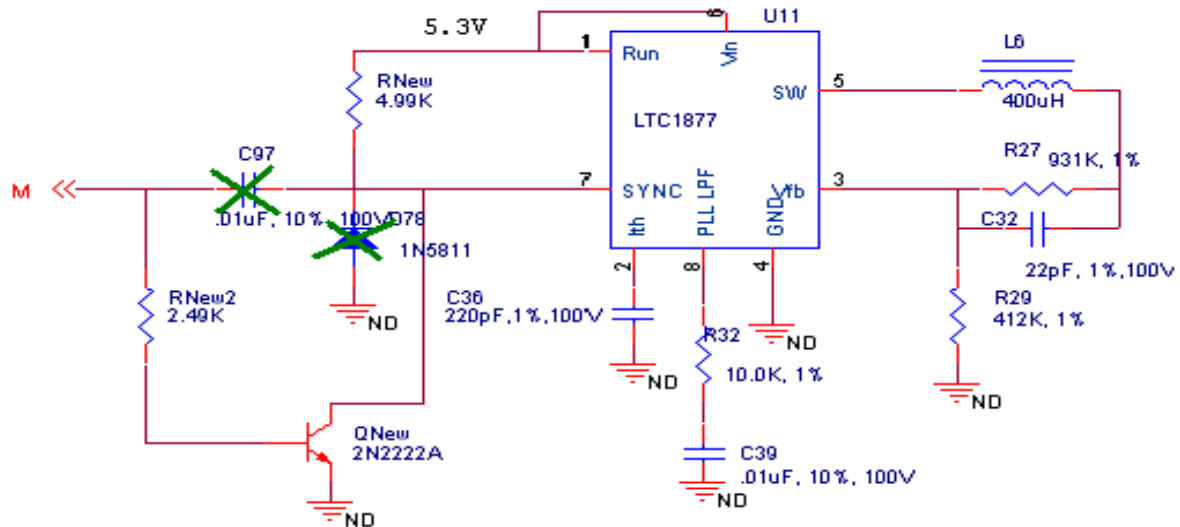 5.3V
U11
6
1
Run
Vin
L6
RNew
4.99K
SW
5
400uH
LTC1877
C97
R27
931K, 1%
M
7
SYNC
PLL LPF
GND
Vfb
3
.01uF, 10%, 100V
D78
1N5811
Ith
C32
2
8
4
22pF, 1%,100V
RNew2
2.49K
C36
220pF,1%,100V
R29
412K, 1%
ND
R32
ND
10.0K, 1%
ND
ND
QNew
2N2222A
C39
.01uF, 10%, 100V
ND
ND